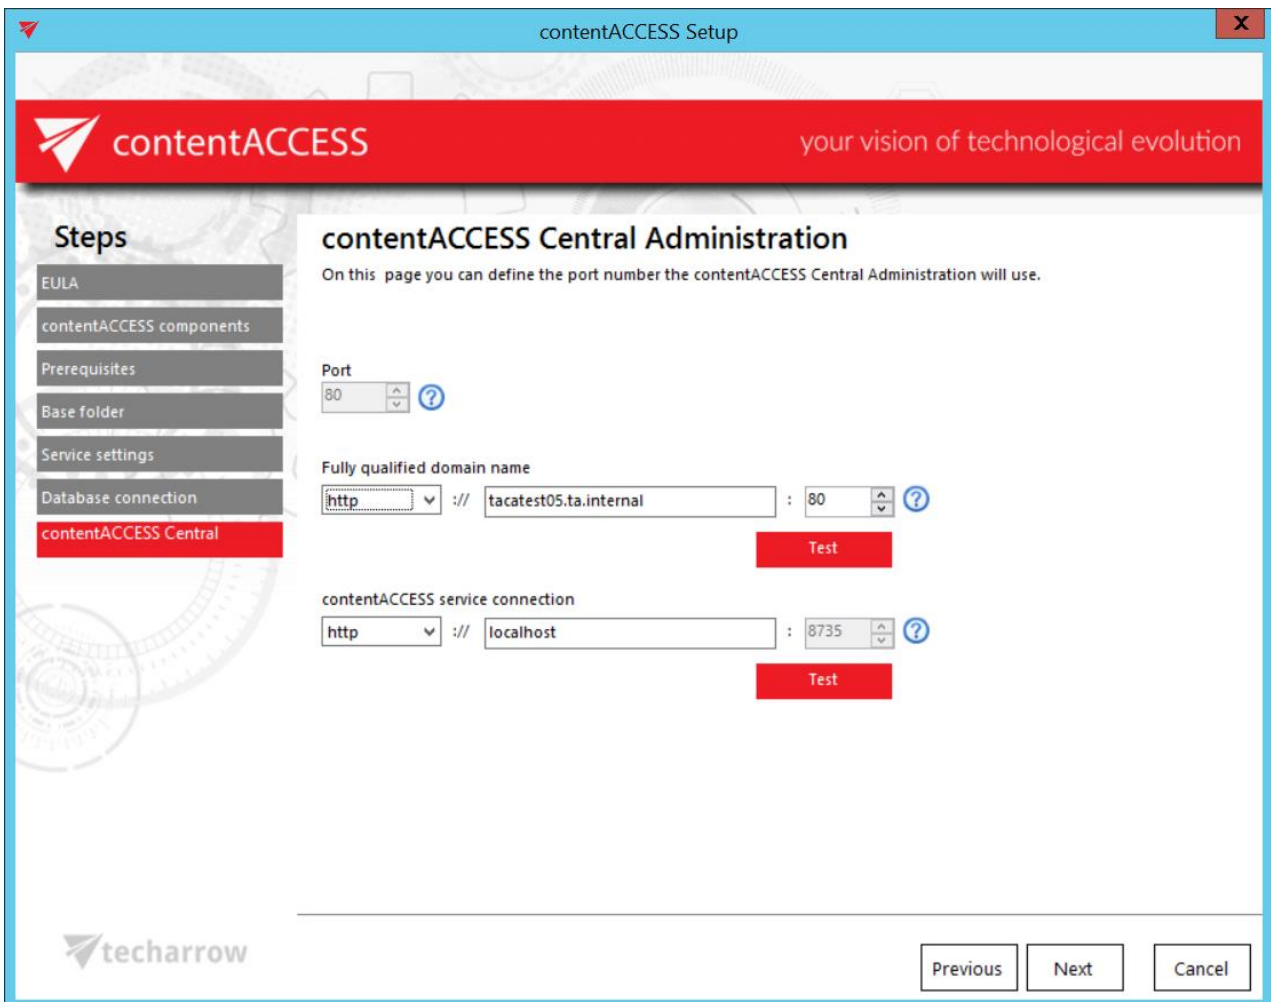 contentACCESS Setup
X
contentACCESS
your vision of technological evolution
Steps
EULA
contentACCESS components
Prerequisites
Base folder
Service settings
Database connection
contentACCESS Central
contentACCESS Central Administration
On this page you can define the port number the contentACCESS Central Administration will use.
Port
80 ?
Fully qualified domain name
http :// tacatest05.ta.internal : 80 ?
Test
contentACCESS service connection
http :// localhost : 8735 ?
Test
techarrow
Previous Next Cancel